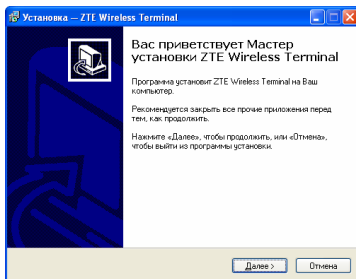 Установка — ZTE Wireless Terminal
Вас приветствует Мастер
установки ZTE Wireless Terminal
Программа установит ZTE Wireless Terminal на Ваш
компьютер.
Рекомендуется закрыть все прочие приложения перед
тем, как продолжить.
Нажмите «Далее», чтобы продолжить, или «Отмена»,
чтобы выйти из программы установки.
Далее > Отмена